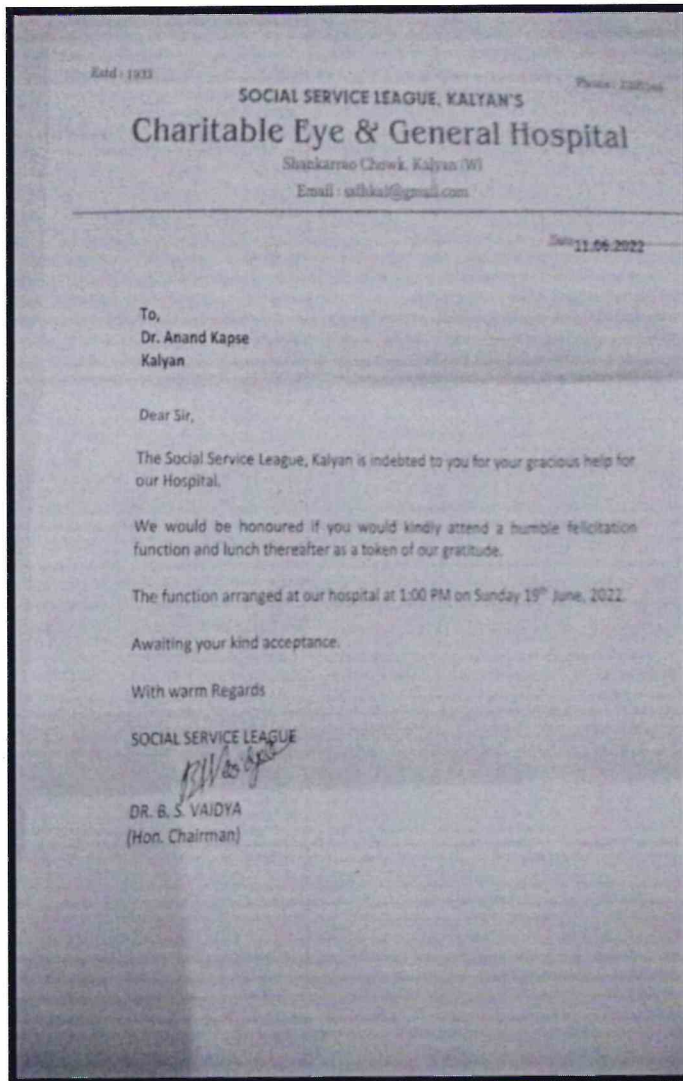 Estd : 1933
SOCIAL SERVICE LEAGUE, KALYAN'S
Charitable Eye & General Hospital
Shankarrao Chowk, Kalyan (W)
Email :
Date 11.06.2022
To,
Dr. Anand Kapse
Kalyan
Dear Sir,
The Social Service League, Kalyan is indebted to you for your gracious help for
our Hospital.
We would be honoured if you would kindly attend a humble felicitation
function and lunch thereafter as a token of our gratitude.
The function arranged at our hospital at 1:00 PM on Sunday 19th June, 2022.
Awaiting your kind acceptance.
With warm Regards
SOCIAL SERVICE LEAGUE
DR. B. S. VAIDYA
(Hon. Chairman)